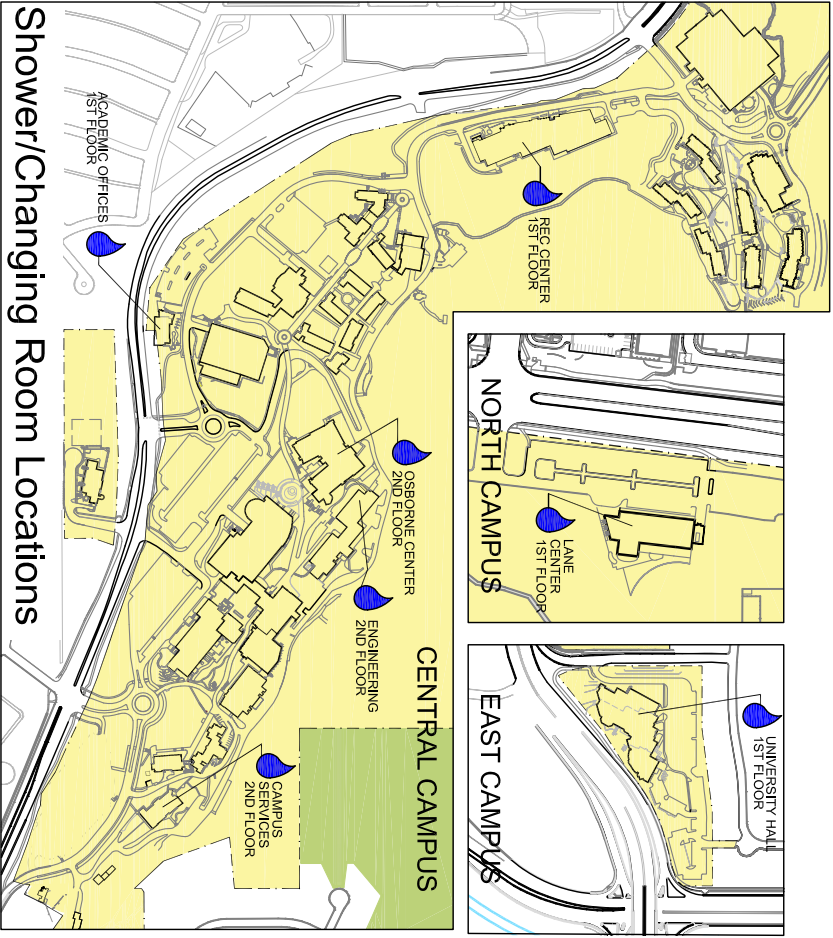 Shower/Changing Room Locations
ACADEMIC OFFICES
1ST FLOOR
REC CENTER
1ST FLOOR
OSBORNE CENTER
2ND FLOOR
ENGINEERING
2ND FLOOR
CAMPUS
SERVICES
2ND FLOOR
CENTRAL CAMPUS
NORTH CAMPUS
LANE
CENTER
1ST FLOOR
EAST CAMPUS
UNIVERSITY HALL
1ST FLOOR